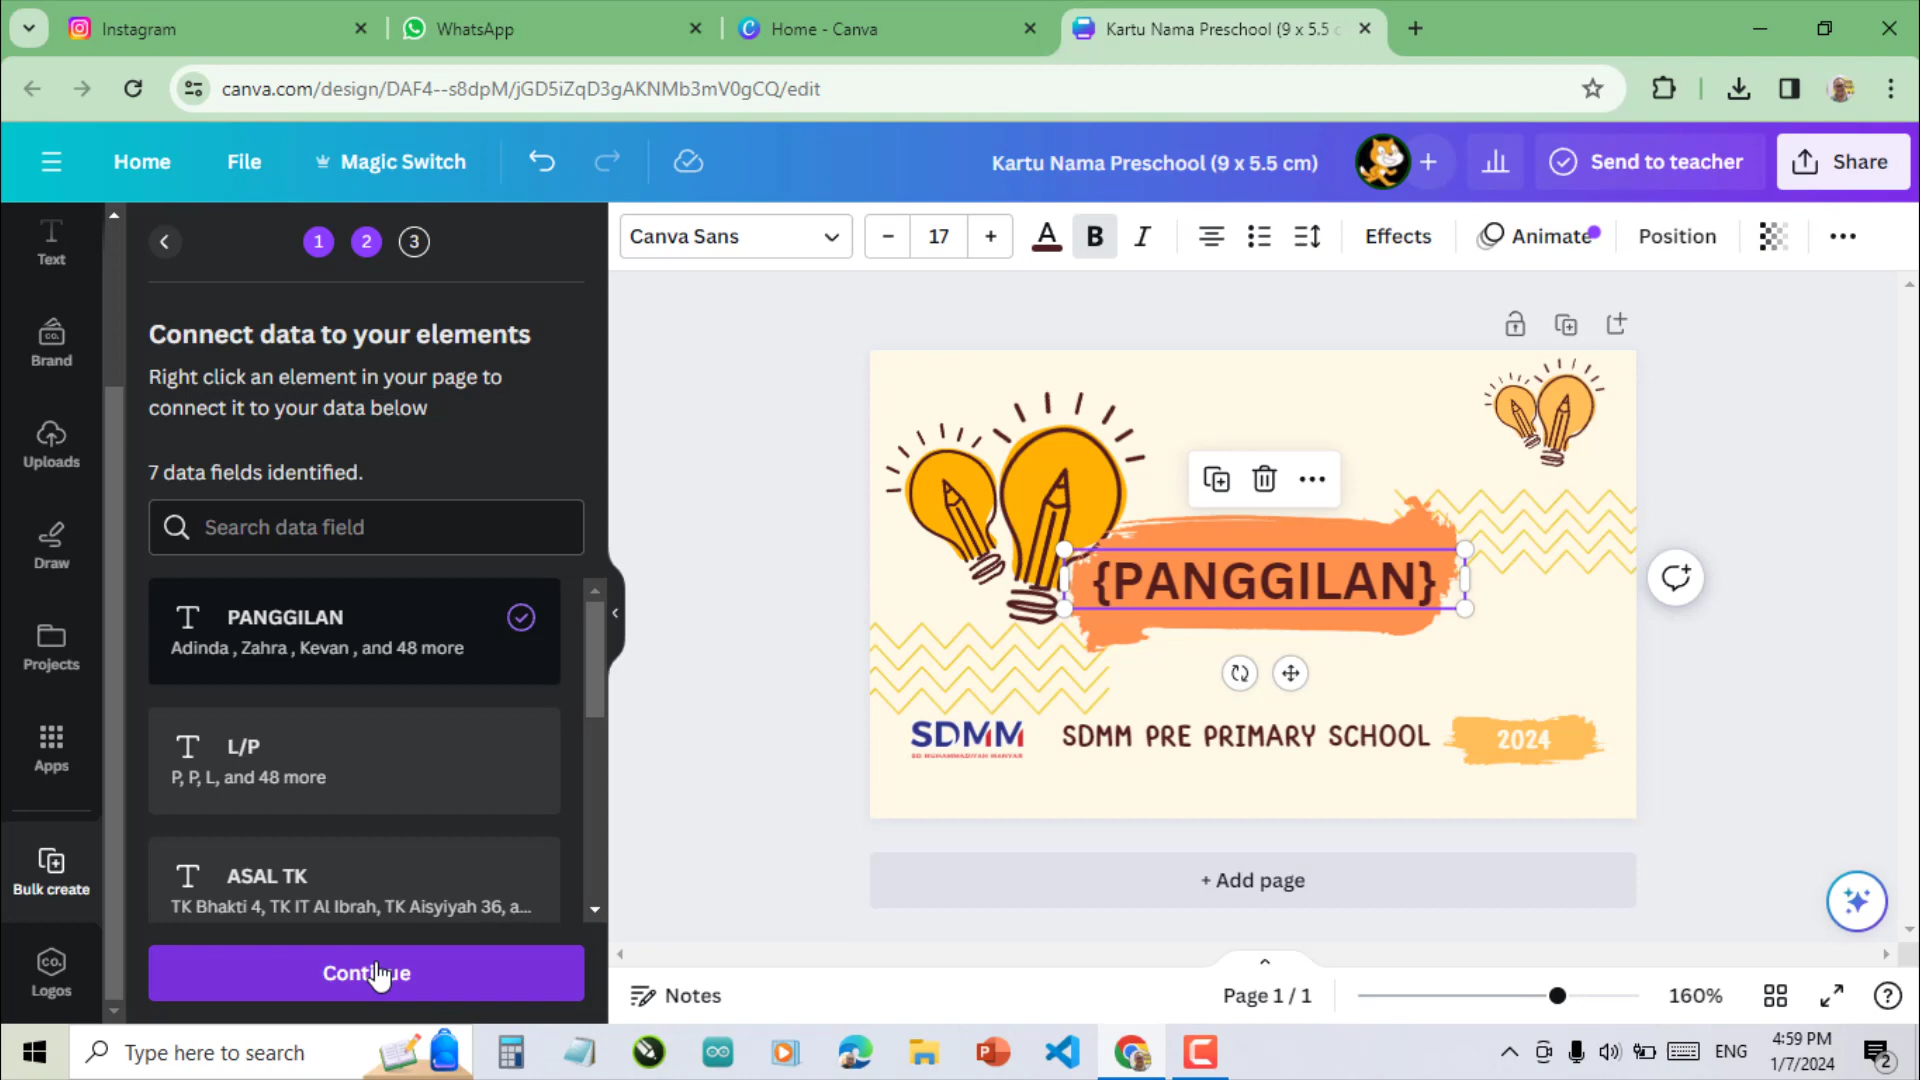 Instagram
WhatsApp
Home - Canva
Kartu Nama Preschool (9 x 5.5 c
canva.com/design/DAF4--s8dpM/jGD5iZqD3gAKNMb3mV0gCQ/edit
Home
File
Magic Switch
Kartu Nama Preschool (9 x 5.5 cm)
Send to teacher
Share
Text
Brand
Uploads
Draw
Projects
Apps
Bulk create
CO.
Logos
1
2
3
Connect data to your elements
Right click an element in your page to
connect it to your data below
7 data fields identified.
Search data field
PANGGILAN
Adinda , Zahra , Kevan , and 48 more
L/P
P, P, L, and 48 more
ASAL TK
TK Bhakti 4, TK IT Al Ibrah, TK Aisyiyah 36, a...
Continue
Canva Sans
17
A
B
I
Effects
Animate
Position
{PANGGILAN}
SDMM
SD MUHAMMADIYAH MANYAR
SDMM PRE PRIMARY SCHOOL
2024
+ Add page
Notes
Page 1 / 1
160%
Type here to search
ENG
4:59 PM
1/7/2024
2